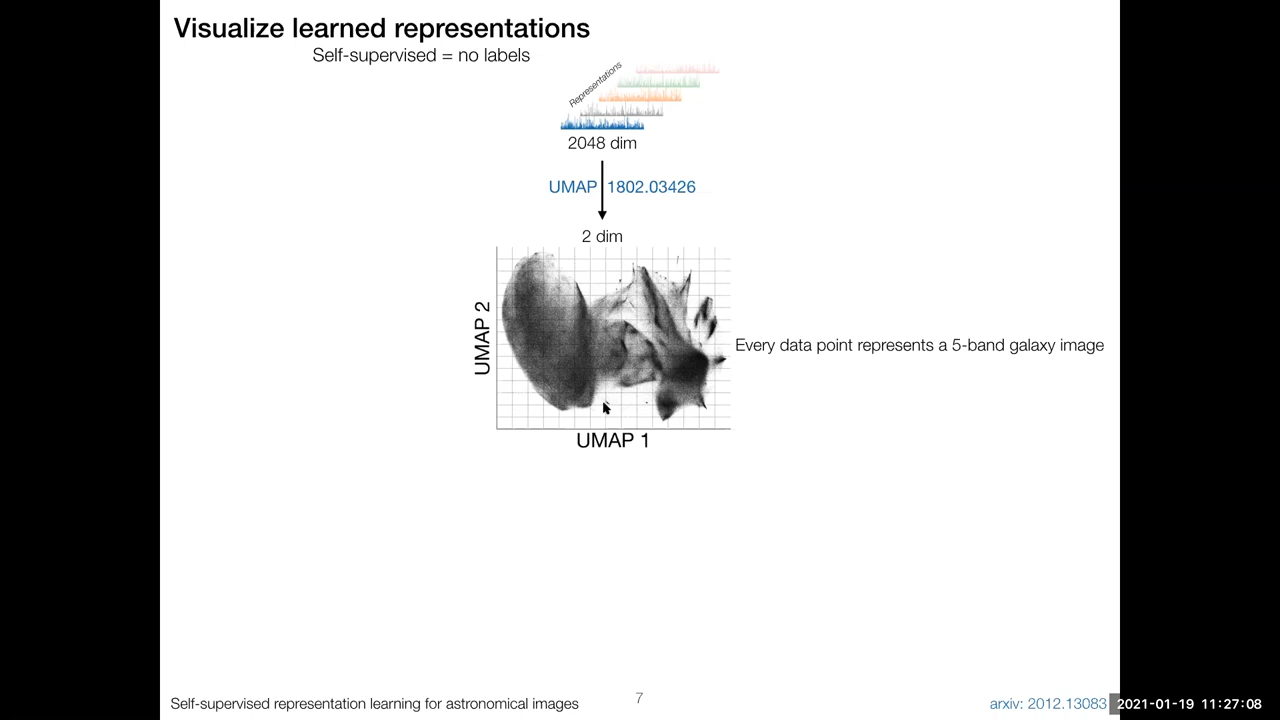 Visualize learned representations
Self-supervised = no labels
Representations
2048 dim
UMAP 1802.03426
2 dim
UMAP 2
Every data point represents a 5-band galaxy image
UMAP 1
Self-supervised representation learning for astronomical images
7
arxiv: 2012.13083
2021-01-19 11:27:08